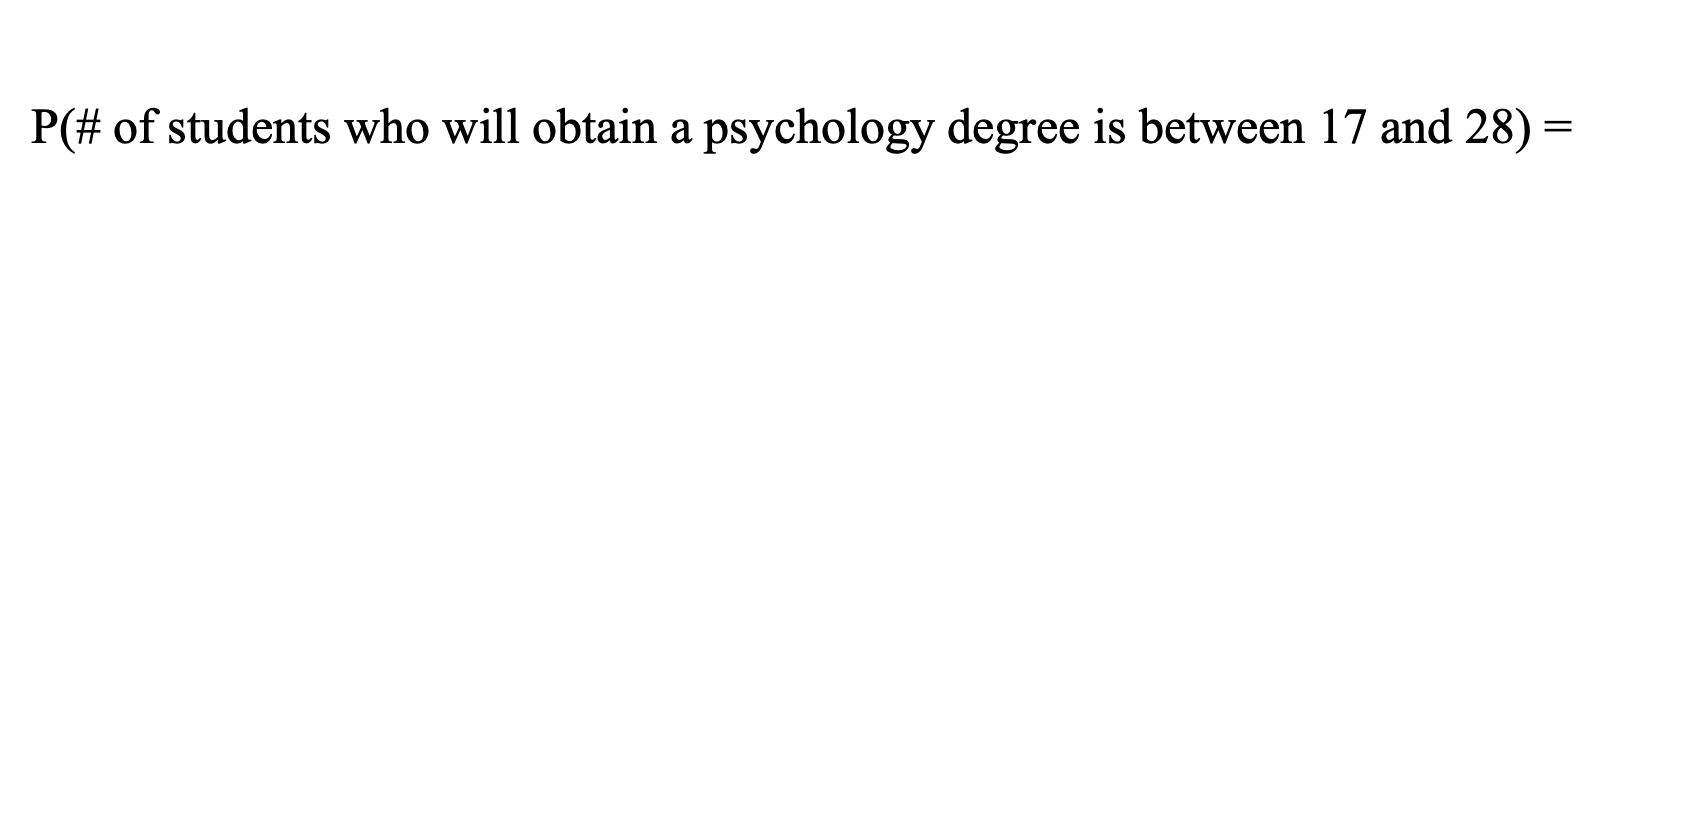 P(# of students who will obtain a psychology degree is between 17 and 28) =